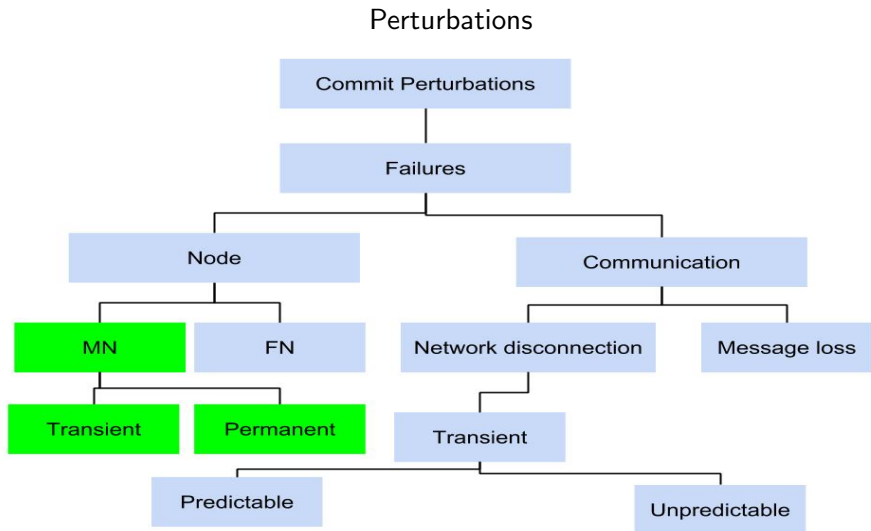 Perturbations
Commit Perturbations
Failures
Node
Communication
MN
FN
Network disconnection
Message loss
Transient
Permanent
Transient
Predictable
Unpredictable